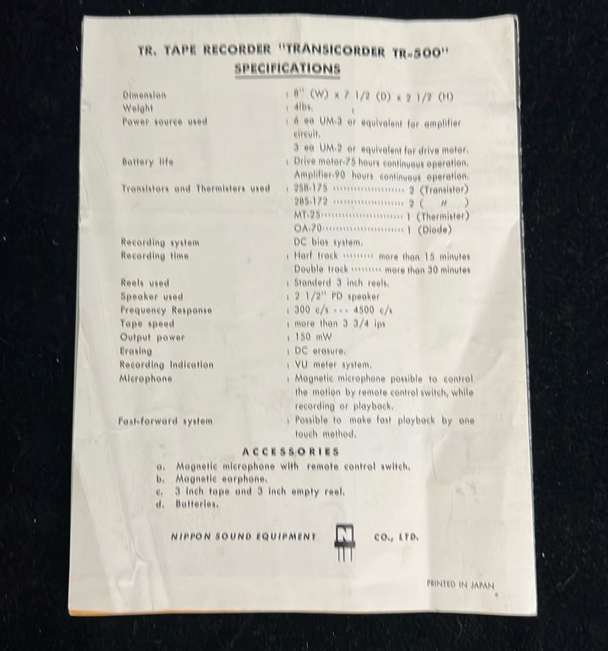 TR. TAPE RECORDER "TRANSICORDER TR-500"
SPECIFICATIONS
Dimension : 8" (W) x 7 1/2 (D) x 2 1/2 (H)
Weight : 4lbs.
Power source used : 6 ea UM-3 or equivalent for amplifier
circuit.
3 ea UM-2 or equivalent for drive motor.
Battery life : Drive motor-75 hours continuous operation.
Amplifier-90 hours continuous operation.
Transistors and Thermisters used : 2SB-175 ·················· 2 (Transistor)
2BS-172 ·················· 2 ( 〃 )
MT-25······················ 1 (Thermister)
OA-70······················ 1 (Diode)
Recording system DC bias system.
Recording time : Harf track ········· more than 15 minutes
Double track ········· more than 30 minutes
Reels used : Standerd 3 inch reels.
Speaker used : 2 1/2" PD speaker
Frequency Response : 300 c/s --- 4500 c/s
Tape speed : more than 3 3/4 ips
Output power : 150 mW
Erasing : DC erasure.
Recording Indication : VU meter system.
Microphone : Magnetic microphone possible to control
the motion by remote control switch, while
recording or playback.
Fast-forward system : Possible to make fast playback by one
touch method.
ACCESSORIES
a. Magnetic microphone with remote control switch.
b. Magnetic earphone.
c. 3 inch tape and 3 inch empty reel.
d. Batteries.
NIPPON SOUND EQUIPMENT N CO., LTD.
PRINTED IN JAPAN